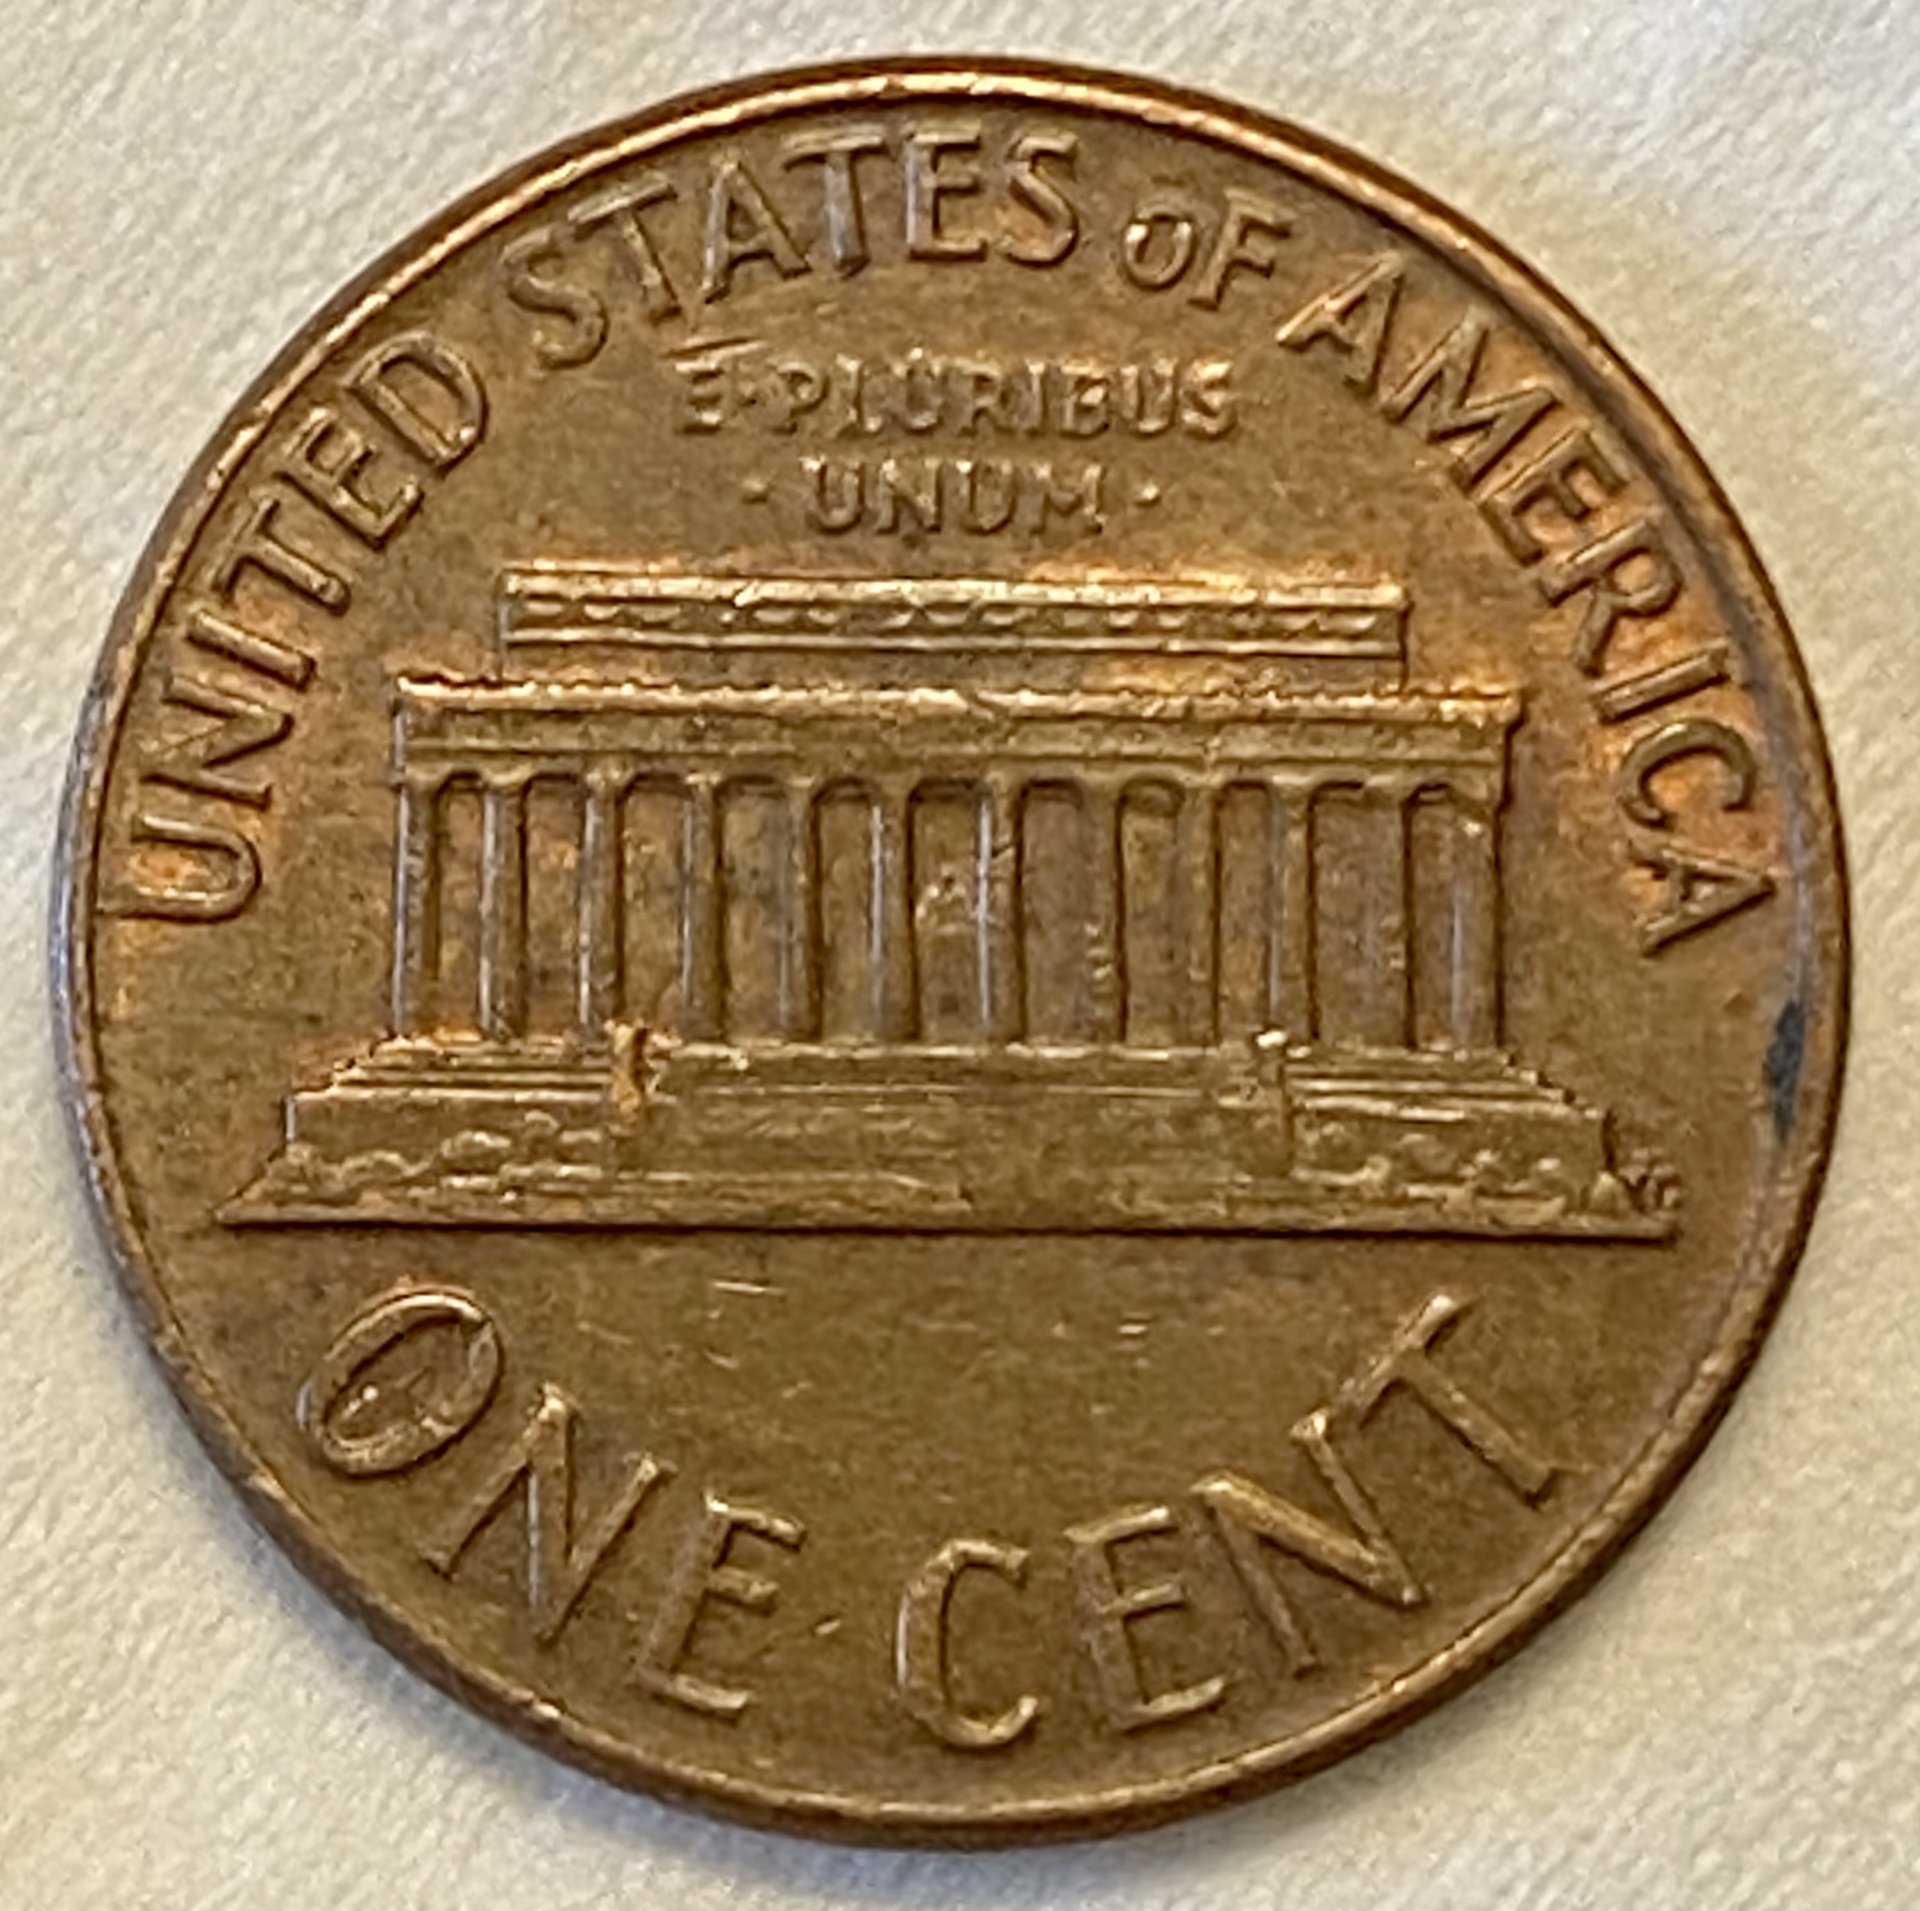 UNITED STATES OF AMERICA
E·PLURIBUS
· UNUM ·
ONE CENT